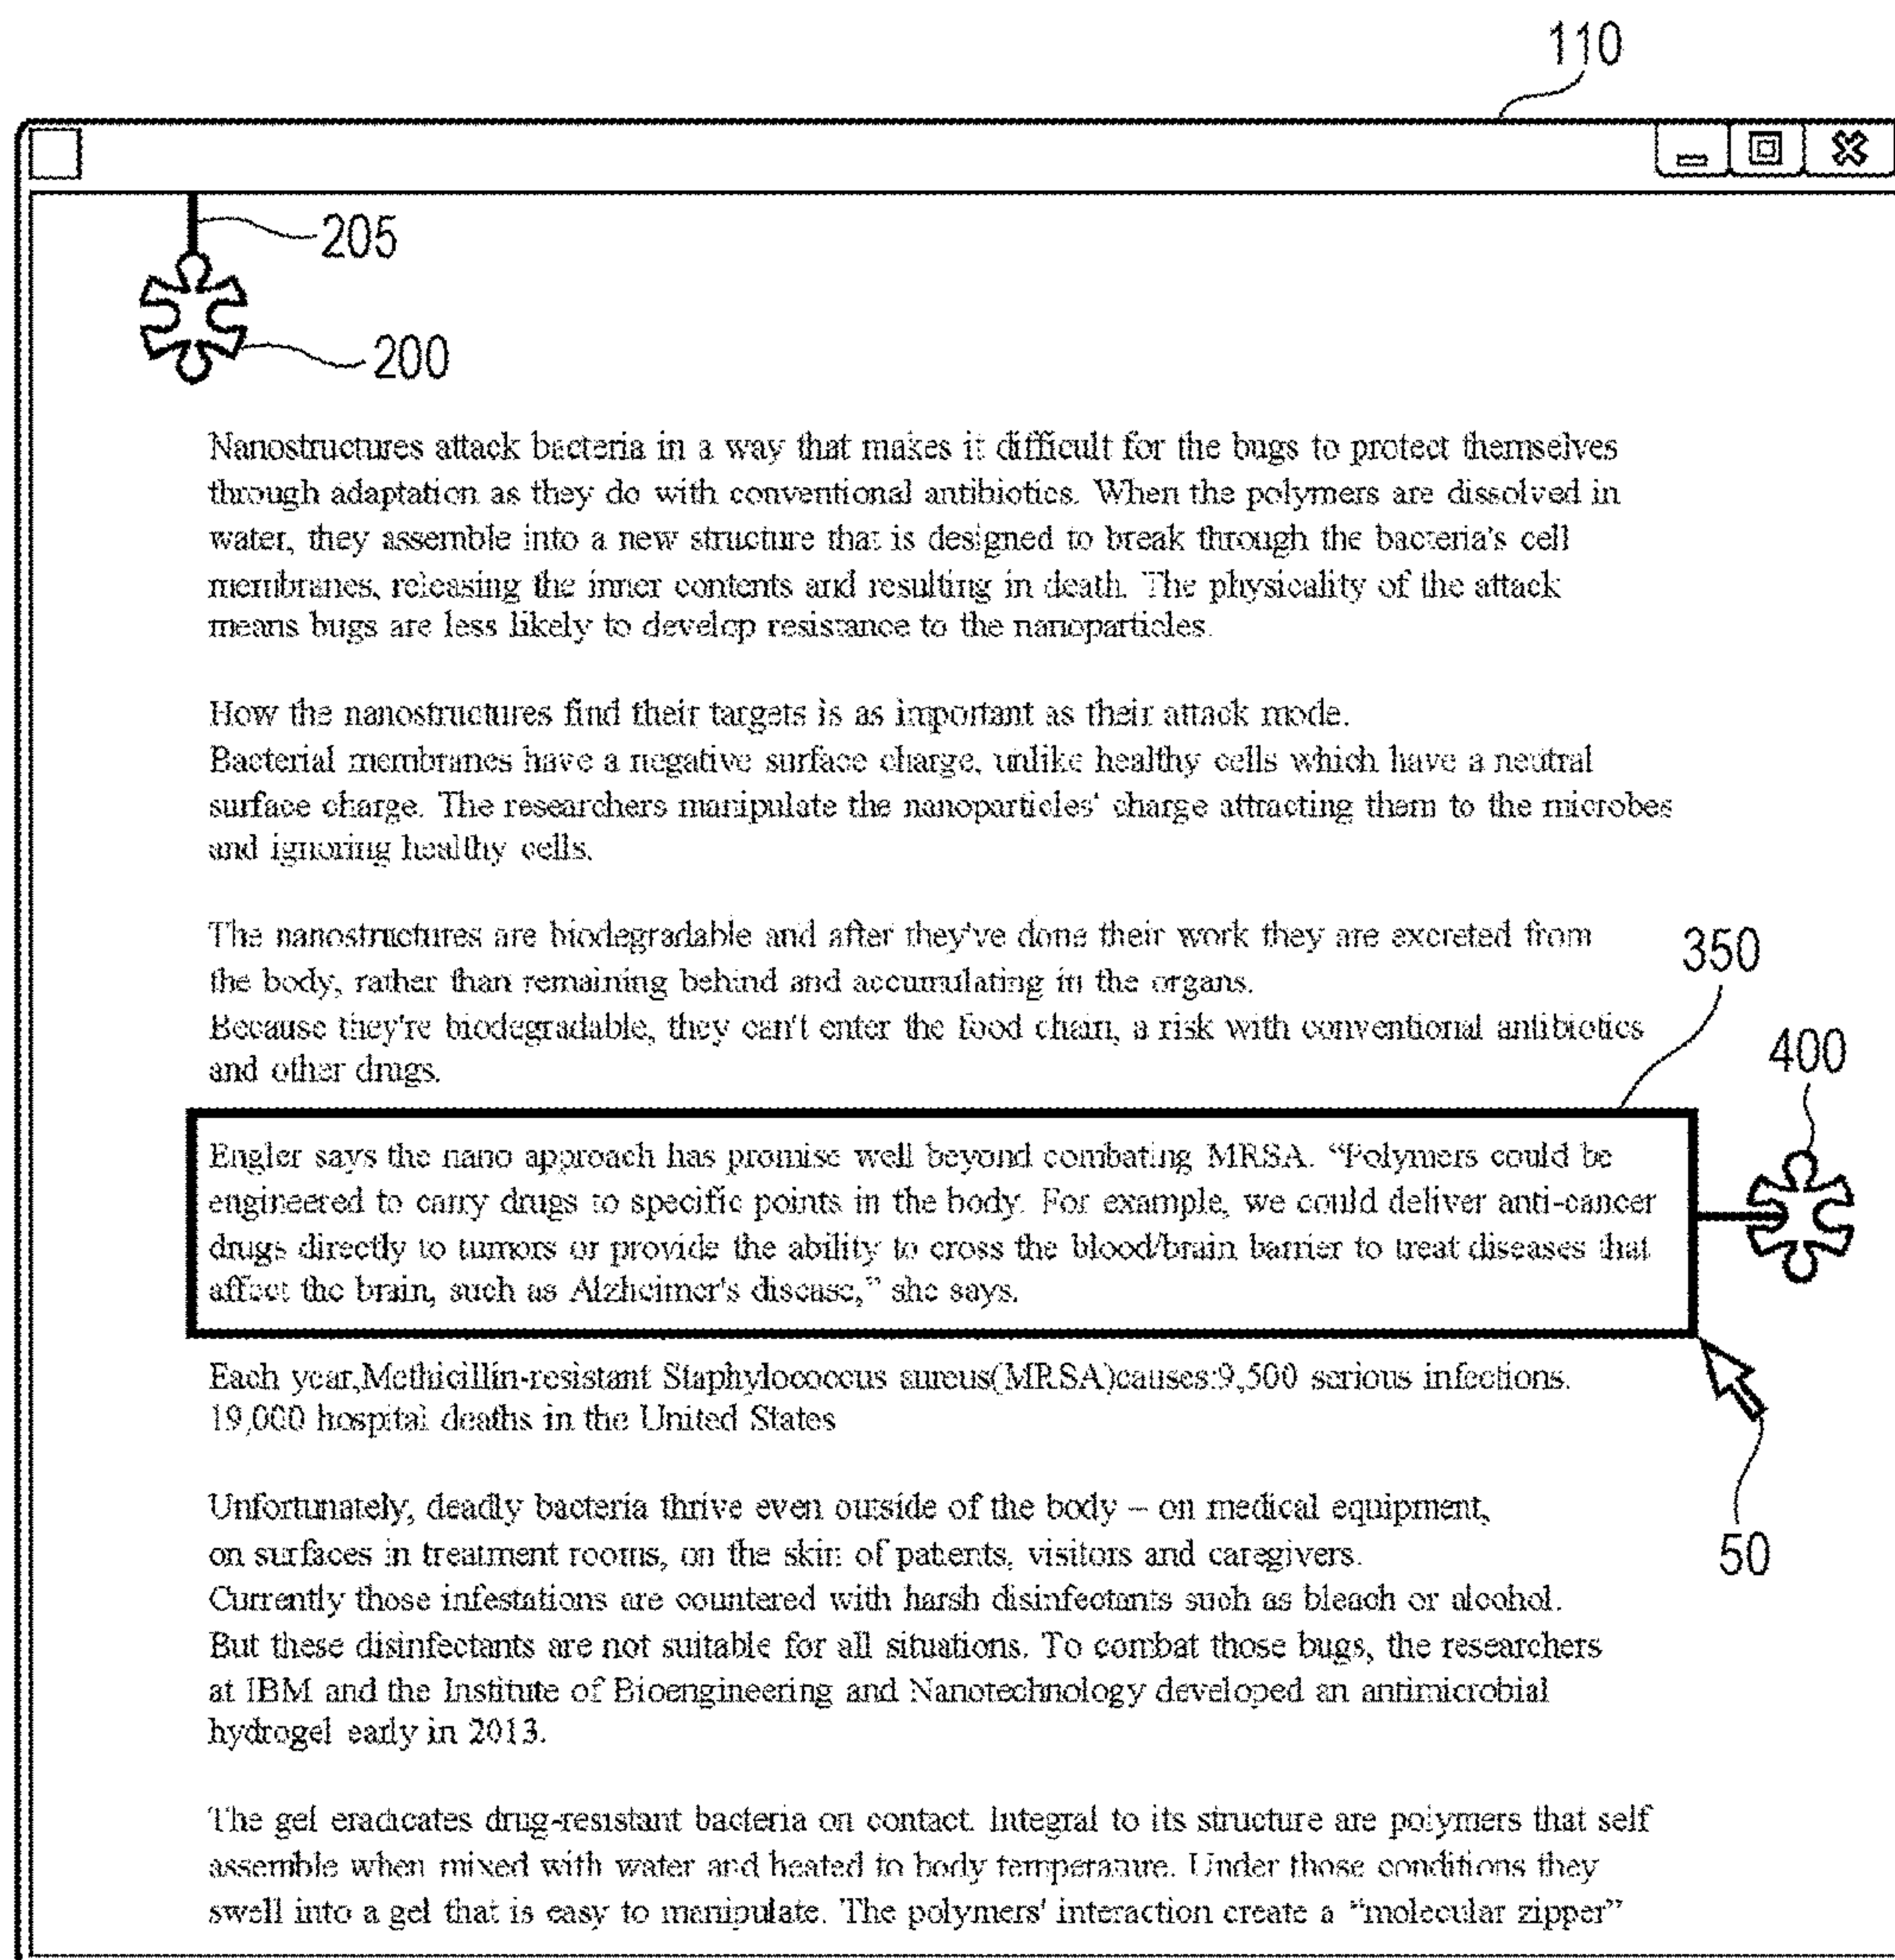 110
205
200
Nanostructures attack bacteria in a way that makes it difficult for the bugs to protect themselves
through adaptation as they do with conventional antibiotics. When the polymers are dissolved in
water, they assemble into a new structure that is designed to break through the bacteria's cell
membranes, releasing the inner contents and resulting in death. The physicality of the attack
means bugs are less likely to develop resistance to the nanoparticles.
How the nanostructures find their targets is as important as their attack mode.
Bacterial membranes have a negative surface charge, unlike healthy cells which have a neutral
surface charge. The researchers manipulate the nanoparticles' charge attracting them to the microbes
and ignoring healthy cells.
The nanostructures are biodegradable and after they've done their work they are excreted from
350
the body, rather than remaining behind and accumulating in the organs.
Because they're biodegradable, they can't enter the food chain, a risk with conventional antibiotics
400
and other drugs.
Engler says the nano approach has promise well beyond combating MRSA. “Polymers could be
engineered to carry drugs to specific points in the body. For example, we could deliver anti-cancer
drugs directly to tumors or provide the ability to cross the blood/brain barrier to treat diseases that
affect the brain, such as Alzheimer's disease,” she says.
Each year,Methicillin-resistant Staphylococcus aureus(MRSA)causes:9,500 serious infections.
19,000 hospital deaths in the United States
Unfortunately, deadly bacteria thrive even outside of the body – on medical equipment,
on surfaces in treatment rooms, on the skin of patients, visitors and caregivers.
50
Currently those infestations are countered with harsh disinfectants such as bleach or alcohol.
But these disinfectants are not suitable for all situations. To combat those bugs, the researchers
at IBM and the Institute of Bioengineering and Nanotechnology developed an antimicrobial
hydrogel early in 2013.
The gel eradicates drug-resistant bacteria on contact. Integral to its structure are polymers that self
assemble when mixed with water and heated to body temperature. Under those conditions they
swell into a gel that is easy to manipulate. The polymers' interaction create a “molecular zipper”